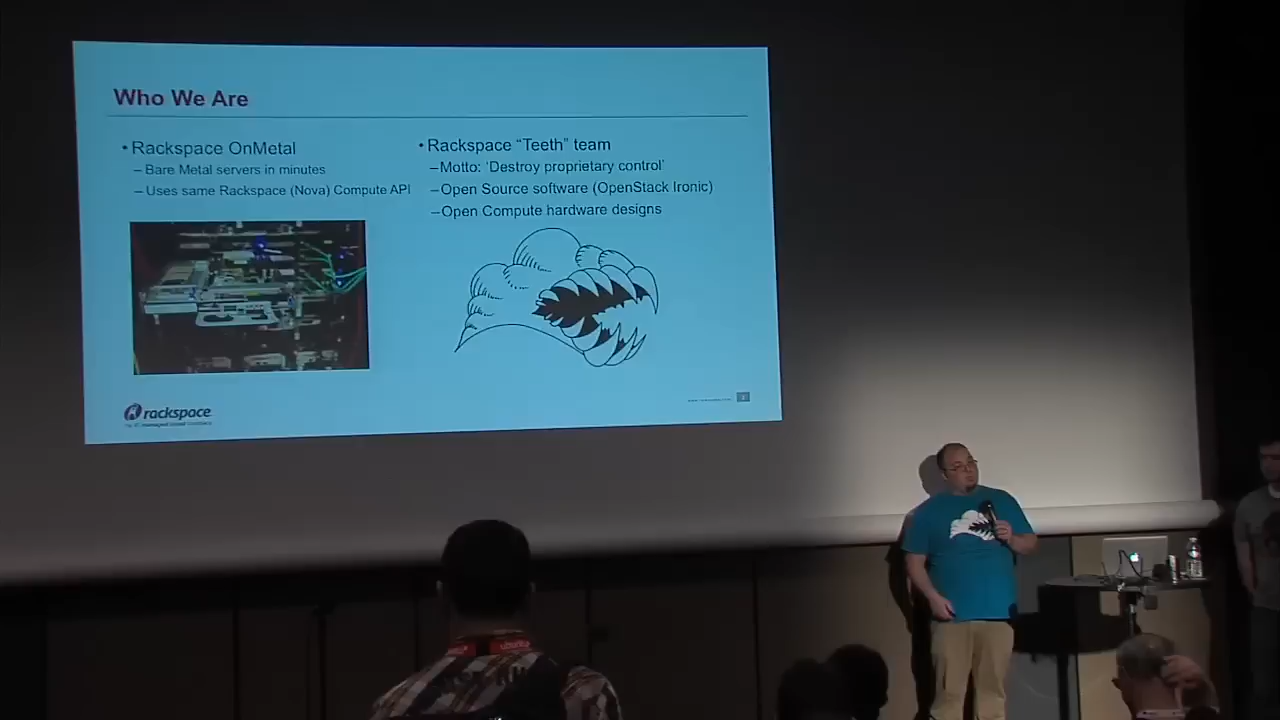 Who We Are
• Rackspace OnMetal
– Bare Metal servers in minutes
– Uses same Rackspace (Nova) Compute API
• Rackspace “Teeth” team
– Motto: ‘Destroy proprietary control’
– Open Source software (OpenStack Ironic)
– Open Compute hardware designs
rackspace
ubuntu